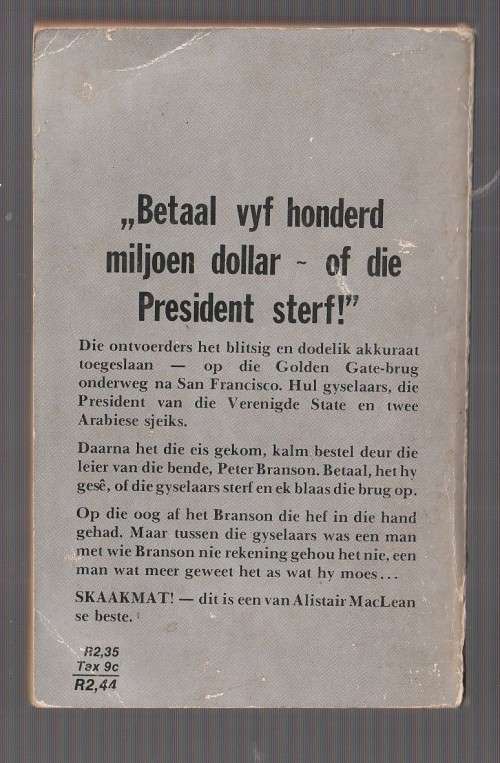 „Betaal vyf honderd
miljoen dollar ~ of die
President sterf!”
Die ontvoerders het blitsig en dodelik akkuraat
toegeslaan — op die Golden Gate-brug
onderweg na San Francisco. Hul gyselaars, die
President van die Verenigde State en twee
Arabiese sjeiks.
Daarna het die eis gekom, kalm bestel deur die
leier van die bende, Peter Branson. Betaal, het hy
gesê, of die gyselaars sterf en ek blaas die brug op.
Op die oog af het Branson die hef in die hand
gehad. Maar tussen die gyselaars was een man
met wie Branson nie rekening gehou het nie, een
man wat meer geweet het as wat hy moes...
SKAAKMAT! — dit is een van Alistair MacLean
se beste.
R2,35
Tax 9c
R2,44